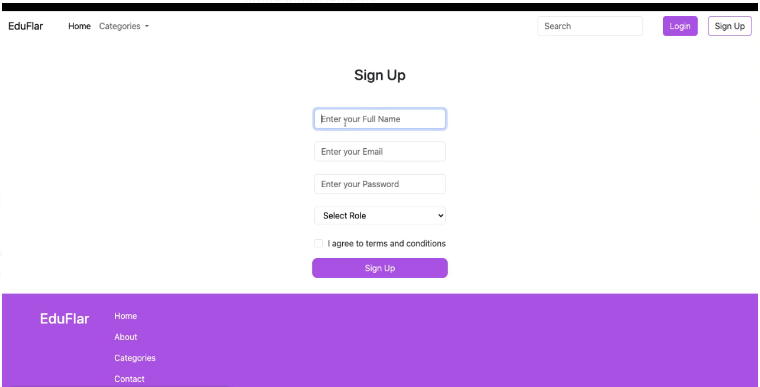 EduFlar Home Categories Search Login Sign Up
Sign Up
Enter your Full Name
Enter your Email
Enter your Password
Select Role
I agree to terms and conditions
Sign Up
EduFlar
Home
About
Categories
Contact